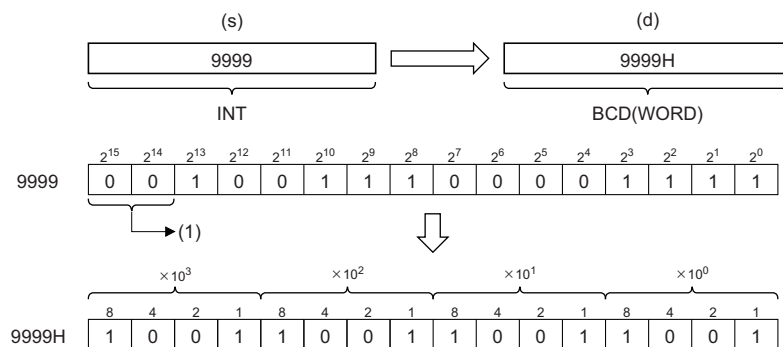 (s) (d)
9999 9999H
INT BCD(WORD)
2¹⁵ 2¹⁴ 2¹³ 2¹² 2¹¹ 2¹⁰ 2⁹ 2⁸ 2⁷ 2⁶ 2⁵ 2⁴ 2³ 2² 2¹ 2⁰
9999 0 0 1 0 0 1 1 1 0 0 0 0 1 1 1 1
(1)
×10³ ×10² ×10¹ ×10⁰
8 4 2 1 8 4 2 1 8 4 2 1 8 4 2 1
9999H 1 0 0 1 1 0 0 1 1 0 0 1 1 0 0 1